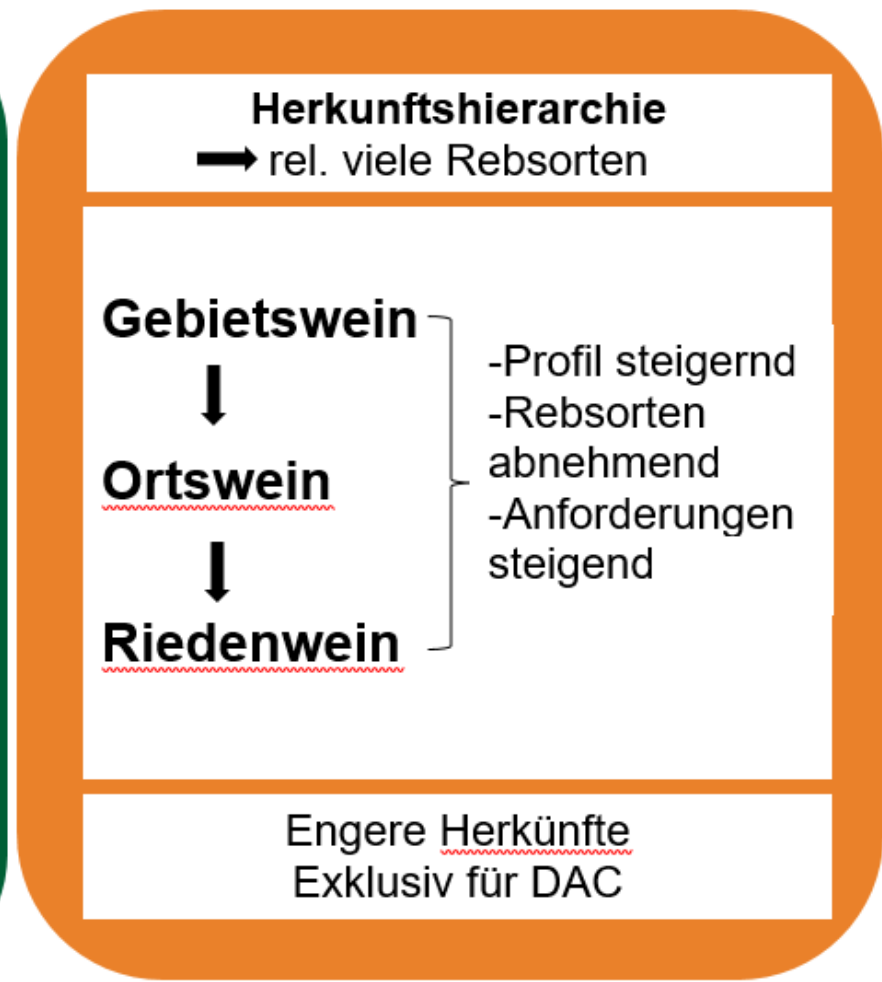 Herkunftshierarchie
rel. viele Rebsorten
Gebietswein
Ortswein
Riedenwein
-Profil steigernd
-Rebsorten
abnehmend
-Anforderungen
steigend
Engere Herkünfte
Exklusiv für DAC